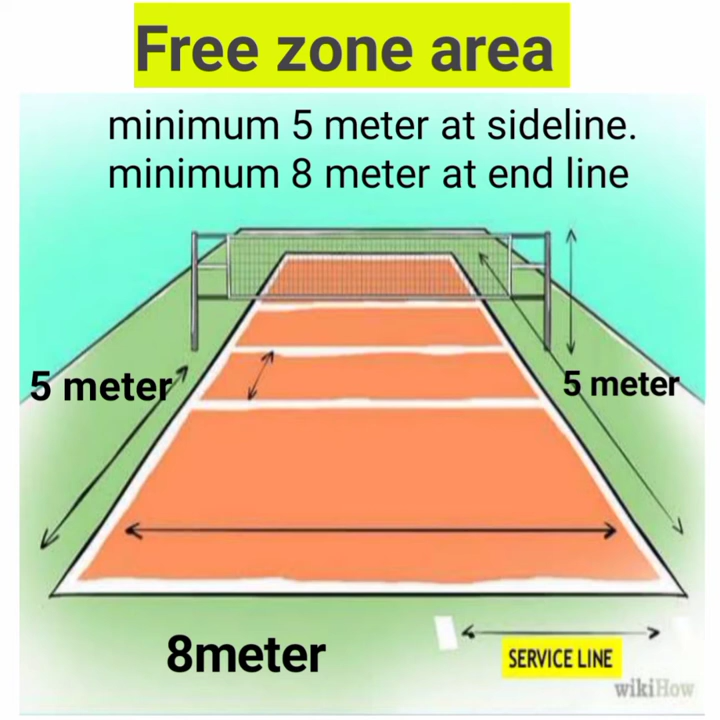 Free zone area
minimum 5 meter at sideline.
minimum 8 meter at end line
5 meter
5 meter
8meter
SERVICE LINE
wikiHow